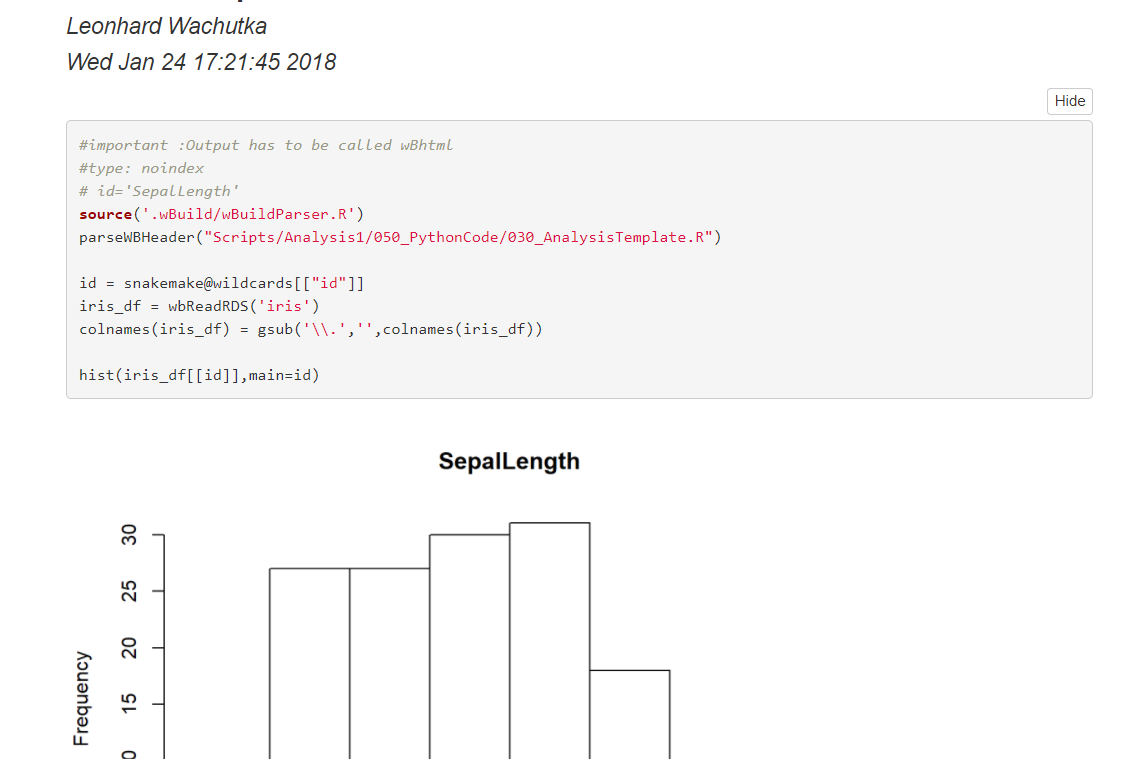 Leonhard Wachutka
Wed Jan 24 17:21:45 2018
Hide
#important :Output has to be called wBhtml
#type: noindex
# id='SepalLength'
source('.wBuild/wBuildParser.R')
parseWBHeader("Scripts/Analysis1/050_PythonCode/030_AnalysisTemplate.R")
id = snakemake@wildcards[["id"]]
iris_df = wbReadRDS('iris')
colnames(iris_df) = gsub('\\.','',colnames(iris_df))
hist(iris_df[[id]],main=id)
SepalLength
30
25
20
15
Frequency